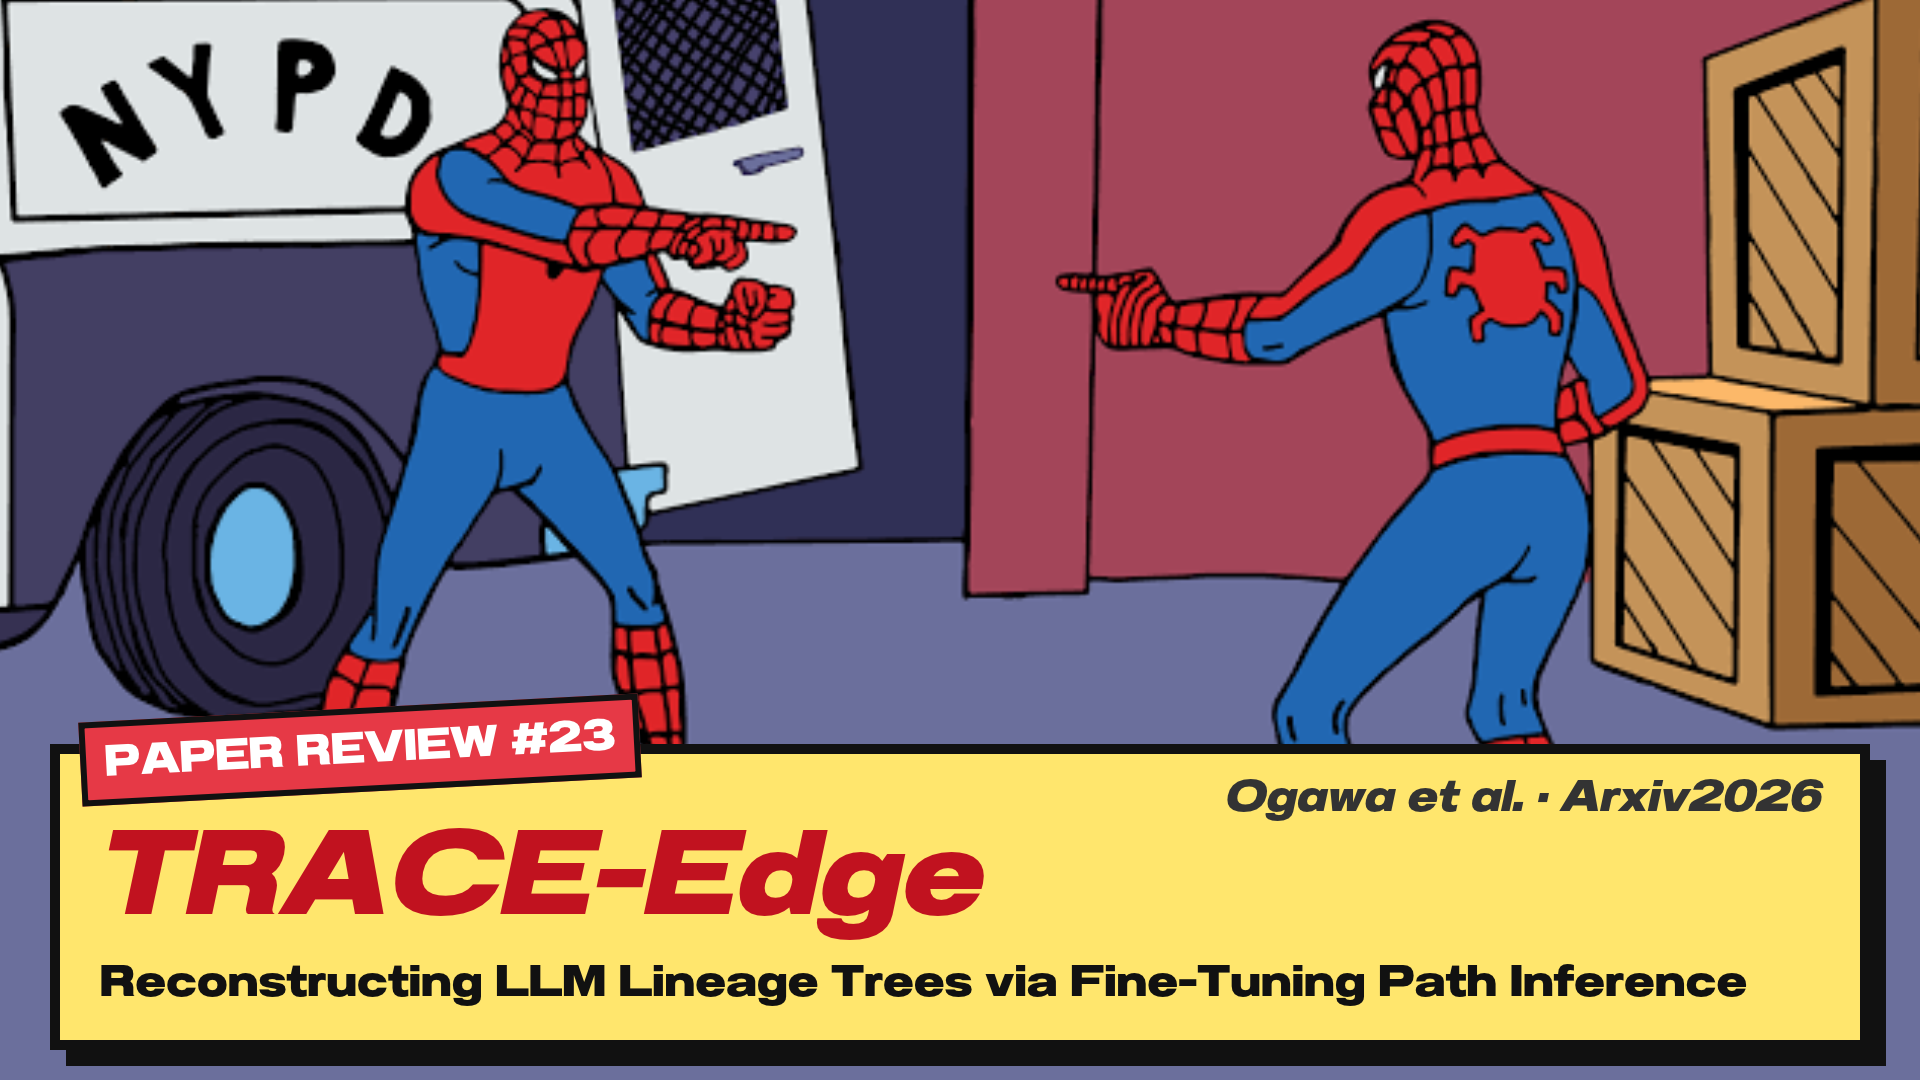 NYPD
PAPER REVIEW #23
Ogawa et al. · Arxiv2026
TRACE-Edge
Reconstructing LLM Lineage Trees via Fine-Tuning Path Inference